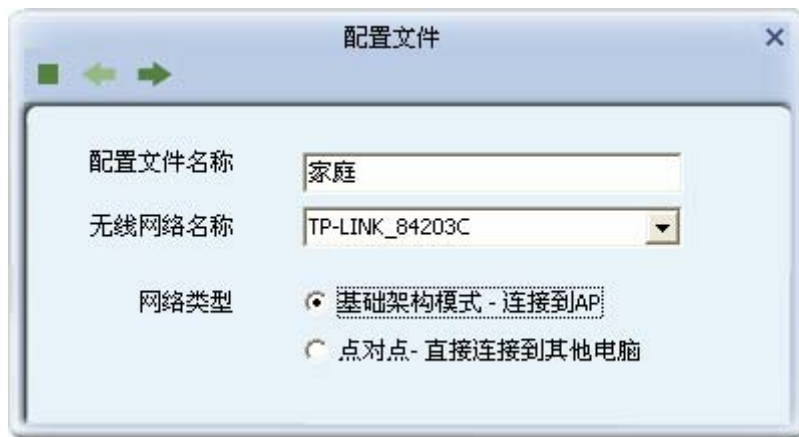 配置文件
配置文件名称
家庭
无线网络名称
TP-LINK_84203C
网络类型
基础架构模式 - 连接到AP
点对点- 直接连接到其他电脑